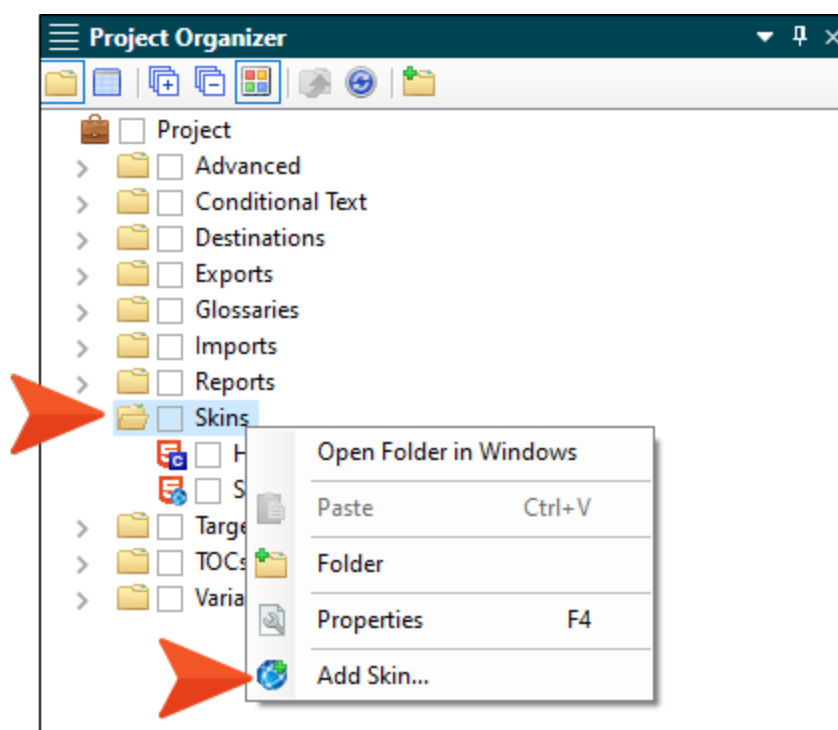 Project Organizer
Project
Advanced
Conditional Text
Destinations
Exports
Glossaries
Imports
Reports
Skins
Open Folder in Windows
Paste Ctrl+V
TOCs
Folder
Properties F4
Add Skin...